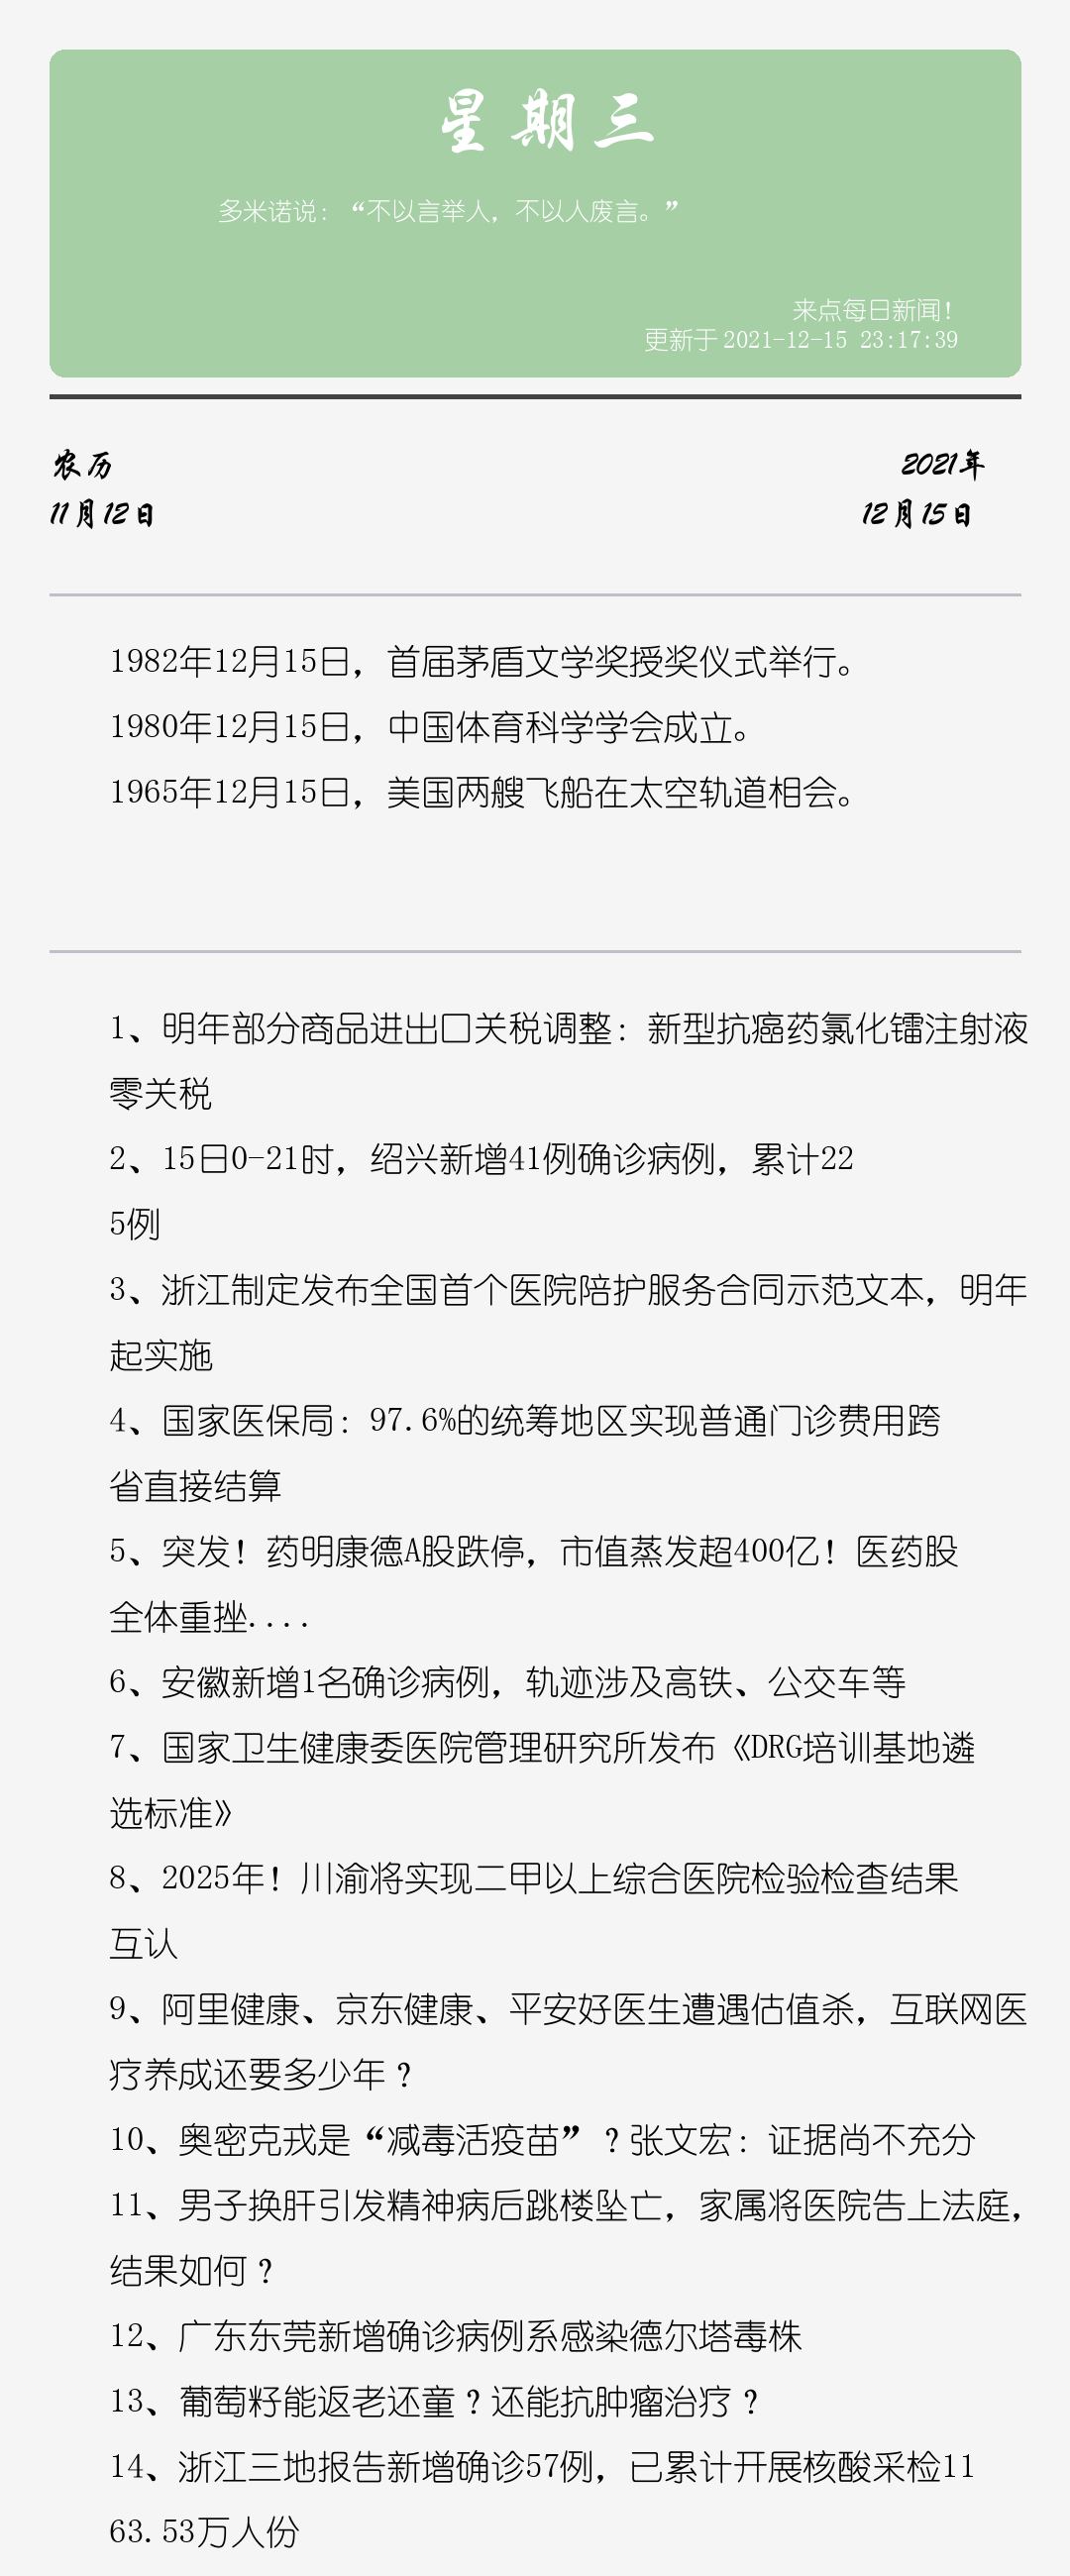 星期三
多米诺说：“不以言举人，不以人废言。”
来点每日新闻！
更新于 2021-12-15 23:17:39
农历
2021年
11月12日
12月15日
1982年12月15日，首届茅盾文学奖授奖仪式举行。
1980年12月15日，中国体育科学学会成立。
1965年12月15日，美国两艘飞船在太空轨道相会。
1、明年部分商品进出口关税调整：新型抗癌药氯化镭注射液
零关税
2、15日0-21时，绍兴新增41例确诊病例，累计22
5例
3、浙江制定发布全国首个医院陪护服务合同示范文本，明年
起实施
4、国家医保局：97.6%的统筹地区实现普通门诊费用跨
省直接结算
5、突发！药明康德A股跌停，市值蒸发超400亿！医药股
全体重挫....
6、安徽新增1名确诊病例，轨迹涉及高铁、公交车等
7、国家卫生健康委医院管理研究所发布《DRG培训基地遴
选标准》
8、2025年！川渝将实现二甲以上综合医院检验检查结果
互认
9、阿里健康、京东健康、平安好医生遭遇估值杀，互联网医
疗养成还要多少年？
10、奥密克戎是“减毒活疫苗”？张文宏：证据尚不充分
11、男子换肝引发精神病后跳楼坠亡，家属将医院告上法庭，
结果如何？
12、广东东莞新增确诊病例系感染德尔塔毒株
13、葡萄籽能返老还童？还能抗肿瘤治疗？
14、浙江三地报告新增确诊57例，已累计开展核酸采检11
63.53万人份